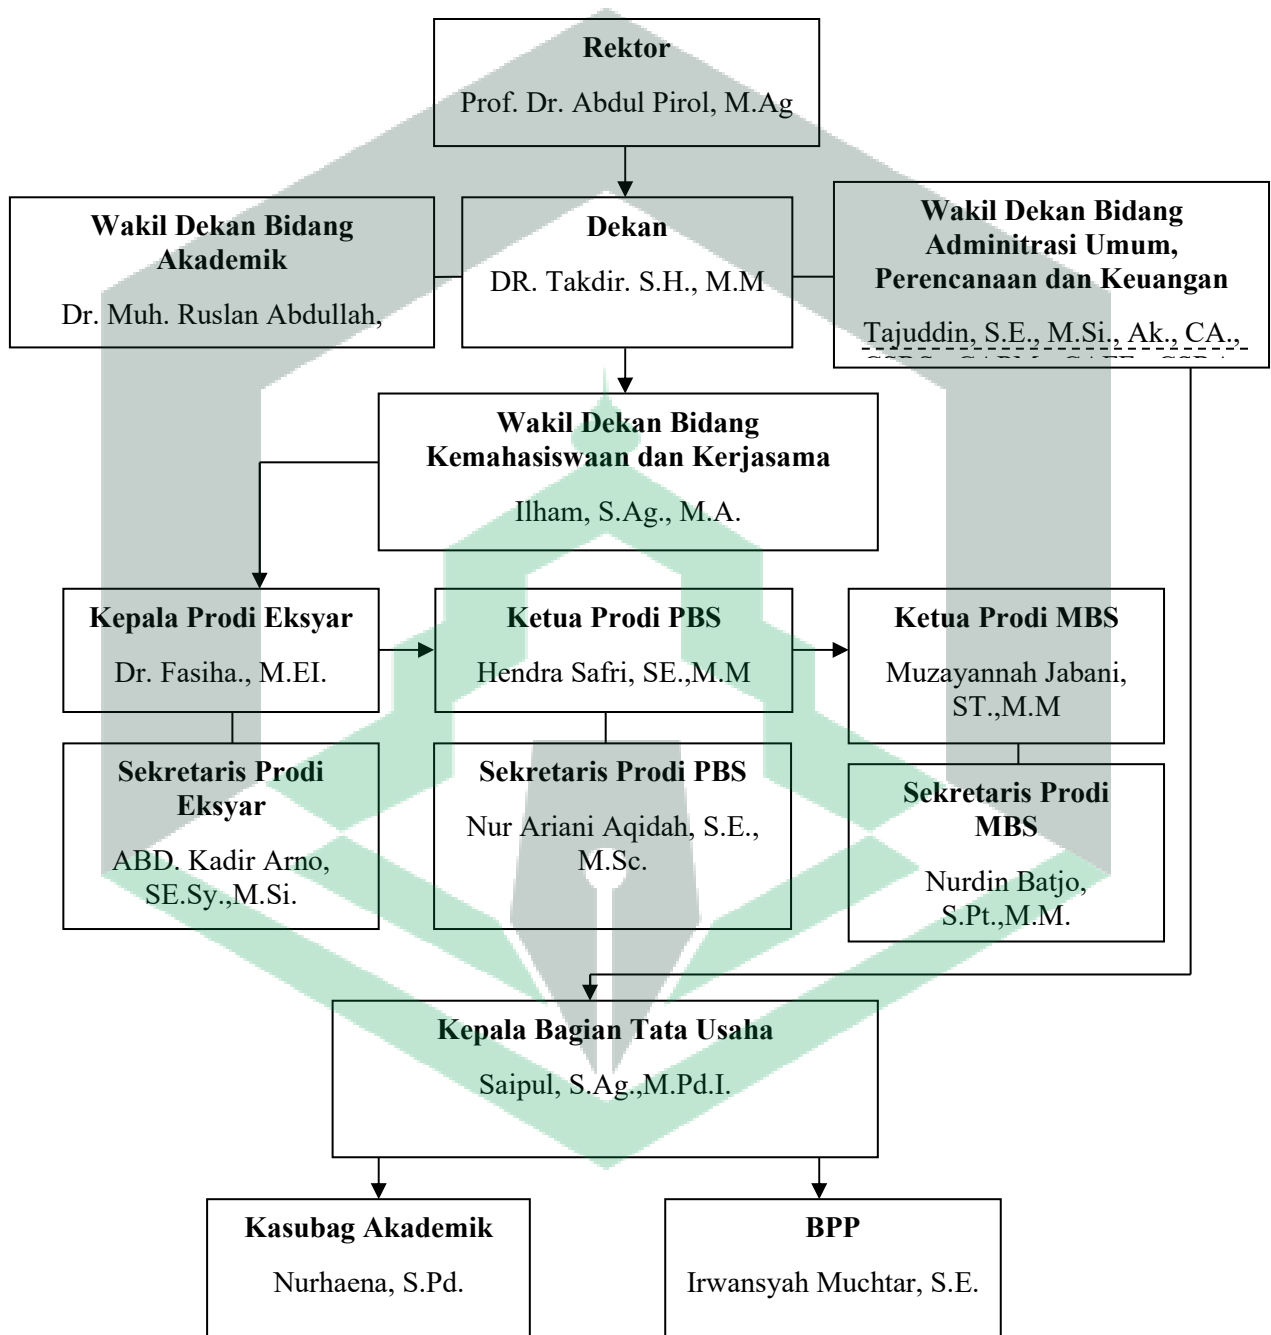 Rektor
Prof. Dr. Abdul Pirol, M.Ag
Wakil Dekan Bidang
Akademik
Dr. Muh. Ruslan Abdullah,
Dekan
DR. Takdir. S.H., M.M
Wakil Dekan Bidang
Adminitrasi Umum,
Perencanaan dan Keuangan
Tajuddin, S.E., M.Si., Ak., CA.,
Wakil Dekan Bidang
Kemahasiswaan dan Kerjasama
Ilham, S.Ag., M.A.
Kepala Prodi Eksyar
Dr. Fasiha., M.EI.
Ketua Prodi PBS
Hendra Safri, SE.,M.M
Ketua Prodi MBS
Muzayannah Jabani,
ST.,M.M
Sekretaris Prodi
Eksyar
ABD. Kadir Arno,
SE.Sy.,M.Si.
Sekretaris Prodi PBS
Nur Ariani Aqidah, S.E.,
M.Sc.
Sekretaris Prodi
MBS
Nurdin Batjo,
S.Pt.,M.M.
Kepala Bagian Tata Usaha
Saipul, S.Ag.,M.Pd.I.
Kasubag Akademik
Nurhaena, S.Pd.
BPP
Irwansyah Muchtar, S.E.